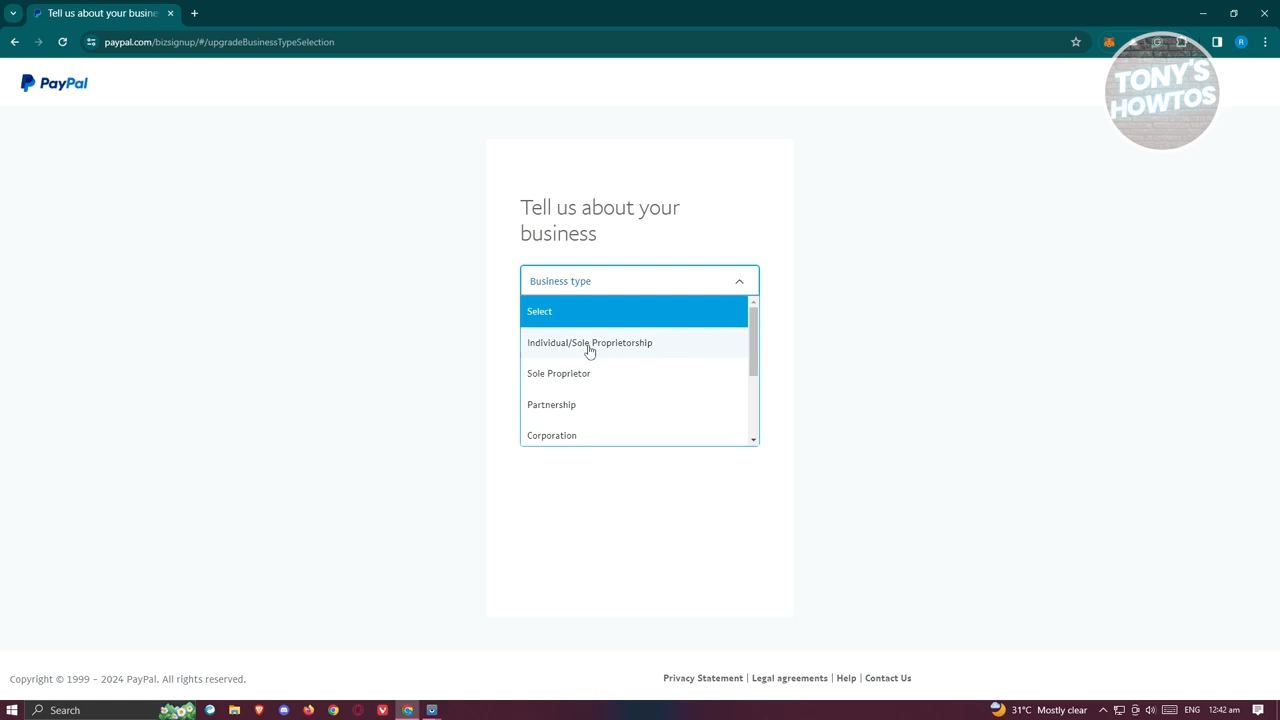 Tell us about your busine
paypal.com/bizsignup/#/upgradeBusinessTypeSelection
R
PayPal
TONY'S
HOWTOS
Tell us about your
business
Business type
Select
Individual/Sole Proprietorship
Sole Proprietor
Partnership
Corporation
Copyright © 1999 – 2024 PayPal. All rights reserved.
Privacy Statement | Legal agreements | Help | Contact Us
Search
31°C Mostly clear
ENG
12:42 am